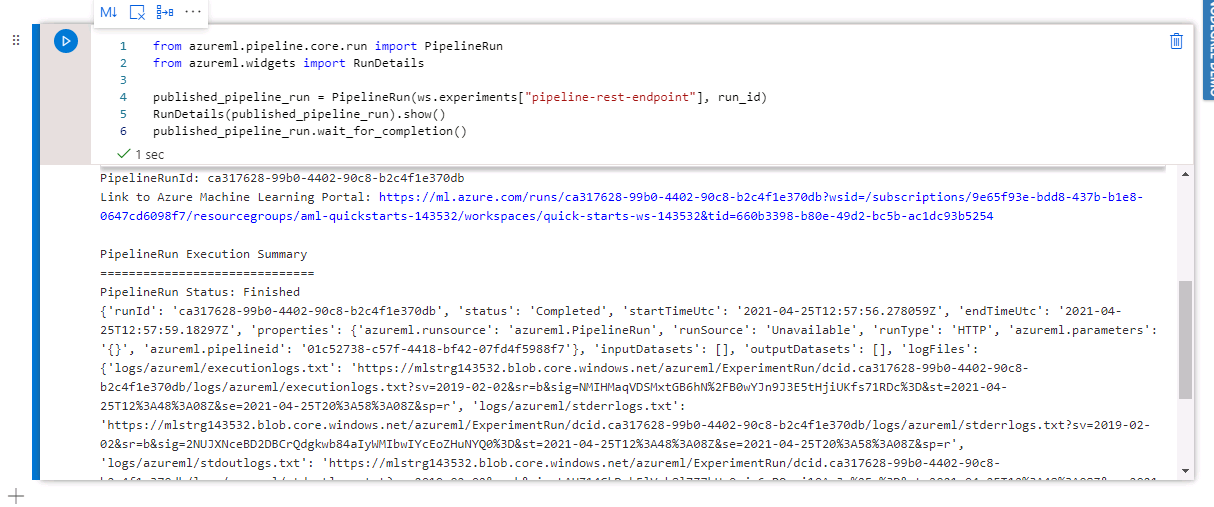 M↓
1 from azureml.pipeline.core.run import PipelineRun
2 from azureml.widgets import RunDetails
3
4 published_pipeline_run = PipelineRun(ws.experiments["pipeline-rest-endpoint"], run_id)
5 RunDetails(published_pipeline_run).show()
6 published_pipeline_run.wait_for_completion()
1 sec
PipelineRunId: ca317628-99b0-4402-90c8-b2c4f1e370db
Link to Azure Machine Learning Portal: https://ml.azure.com/runs/ca317628-99b0-4402-90c8-b2c4f1e370db?wsid=/subscriptions/9e65f93e-bdd8-437b-b1e8-
0647cd6098f7/resourcegroups/aml-quickstarts-143532/workspaces/quick-starts-ws-143532&tid=660b3398-b80e-49d2-bc5b-ac1dc93b5254
PipelineRun Execution Summary
==============================
PipelineRun Status: Finished
{'runId': 'ca317628-99b0-4402-90c8-b2c4f1e370db', 'status': 'Completed', 'startTimeUtc': '2021-04-25T12:57:56.278059Z', 'endTimeUtc': '2021-04-
25T12:57:59.18297Z', 'properties': {'azureml.runsource': 'azureml.PipelineRun', 'runSource': 'Unavailable', 'runType': 'HTTP', 'azureml.parameters':
'{}', 'azureml.pipelineid': '01c52738-c57f-4418-bf42-07fd4f5988f7'}, 'inputDatasets': [], 'outputDatasets': [], 'logFiles':
{'logs/azureml/executionlogs.txt': 'https://mlstrg143532.blob.core.windows.net/azureml/ExperimentRun/dcid.ca317628-99b0-4402-90c8-
b2c4f1e370db/logs/azureml/executionlogs.txt?sv=2019-02-02&sr=b&sig=NMIHMaqVDSMxtGB6hN%2FB0wYJn9J3E5tHjiUKfs71RDc%3D&st=2021-04-
25T12%3A48%3A08Z&se=2021-04-25T20%3A58%3A08Z&sp=r', 'logs/azureml/stderrlogs.txt':
'https://mlstrg143532.blob.core.windows.net/azureml/ExperimentRun/dcid.ca317628-99b0-4402-90c8-b2c4f1e370db/logs/azureml/stderrlogs.txt?sv=2019-02-
02&sr=b&sig=2NUJXNceBD2DBCrQdgkwb84aIyWMIbwIYcEoZHuNYQ0%3D&st=2021-04-25T12%3A48%3A08Z&se=2021-04-25T20%3A58%3A08Z&sp=r',
'logs/azureml/stdoutlogs.txt': 'https://mlstrg143532.blob.core.windows.net/azureml/ExperimentRun/dcid.ca317628-99b0-4402-90c8-